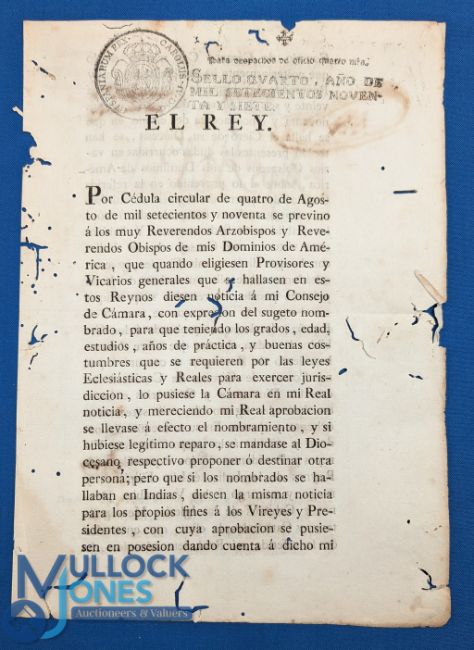 HISPANIARUM REX CAROLUS IV D G
Para despachos de oficio quatro mrs.
SELLO QVARTO, AÑO DE
MIL SETECIENTOS NOVEN-
TA Y SIETE.
EL REY.
Por Cédula circular de quatro de Agos-
to de mil setecientos y noventa se previno
á los muy Reverendos Arzobispos y Reve-
rendos Obispos de mis Dominios de Amé-
rica, que quando eligiesen Provisores y
Vicarios generales que se hallasen en es-
tos Reynos diesen noticia á mi Consejo
de Cámara, con expresion del sugeto nom-
brado, para que teniendo los grados, edad,
estudios, años de práctica, y buenas cos-
tumbres que se requieren por las leyes
Eclesiásticas y Reales para exercer juris-
diccion, lo pusiese la Cámara en mi Real
noticia, y mereciendo mi Real aprobacion
se llevase á efecto el nombramiento, y si
hubiese legítimo reparo, se mandase al Dio-
cesano respectivo proponer ó destinar otra
persona; pero que si los nombrados se ha-
llaban en Indias, diesen la misma noticia
para los propios fines á los Vireyes y Pre-
sidentes, con cuya aprobacion se pusie-
sen en posesion dando cuenta á dicho mi
MULLOCK
JONES
Auctioneers & Valuers